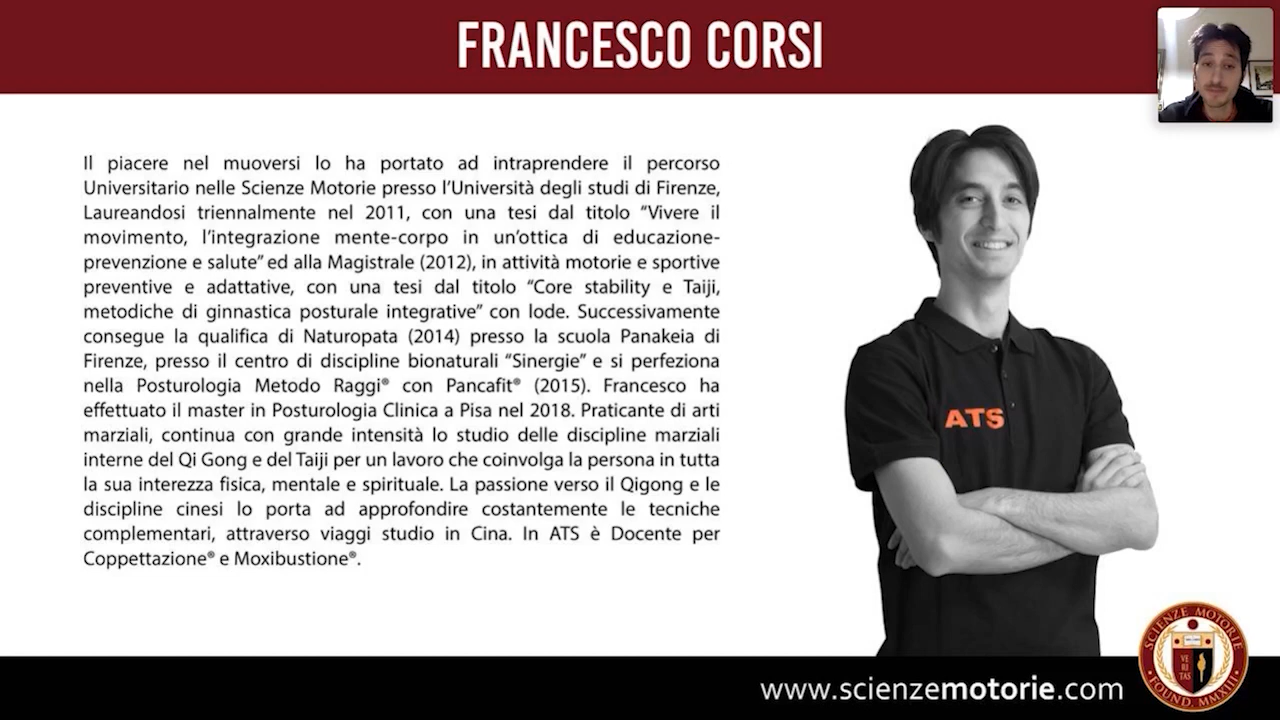 FRANCESCO CORSI
Il piacere nel muoversi lo ha portato ad intraprendere il percorso
Universitario nelle Scienze Motorie presso l'Università degli studi di Firenze,
Laureandosi triennalmente nel 2011, con una tesi dal titolo “Vivere il
movimento, l'integrazione mente-corpo in un'ottica di educazione-
prevenzione e salute” ed alla Magistrale (2012), in attività motorie e sportive
preventive e adattative, con una tesi dal titolo “Core stability e Taiji,
metodiche di ginnastica posturale integrative” con lode. Successivamente
consegue la qualifica di Naturopata (2014) presso la scuola Panakeia di
Firenze, presso il centro di discipline bionaturali “Sinergie” e si perfeziona
nella Posturologia Metodo Raggi® con Pancafit® (2015). Francesco ha
effettuato il master in Posturologia Clinica a Pisa nel 2018. Praticante di arti
marziali, continua con grande intensità lo studio delle discipline marziali
interne del Qi Gong e del Taiji per un lavoro che coinvolga la persona in tutta
la sua interezza fisica, mentale e spirituale. La passione verso il Qigong e le
discipline cinesi lo porta ad approfondire costantemente le tecniche
complementari, attraverso viaggi studio in Cina. In ATS è Docente per
Coppettazione® e Moxibustione®.
ATS
SCIENZE MOTORIE
VE
RI
TAS
FOUND. MMXIII
www.scienzemotorie.com